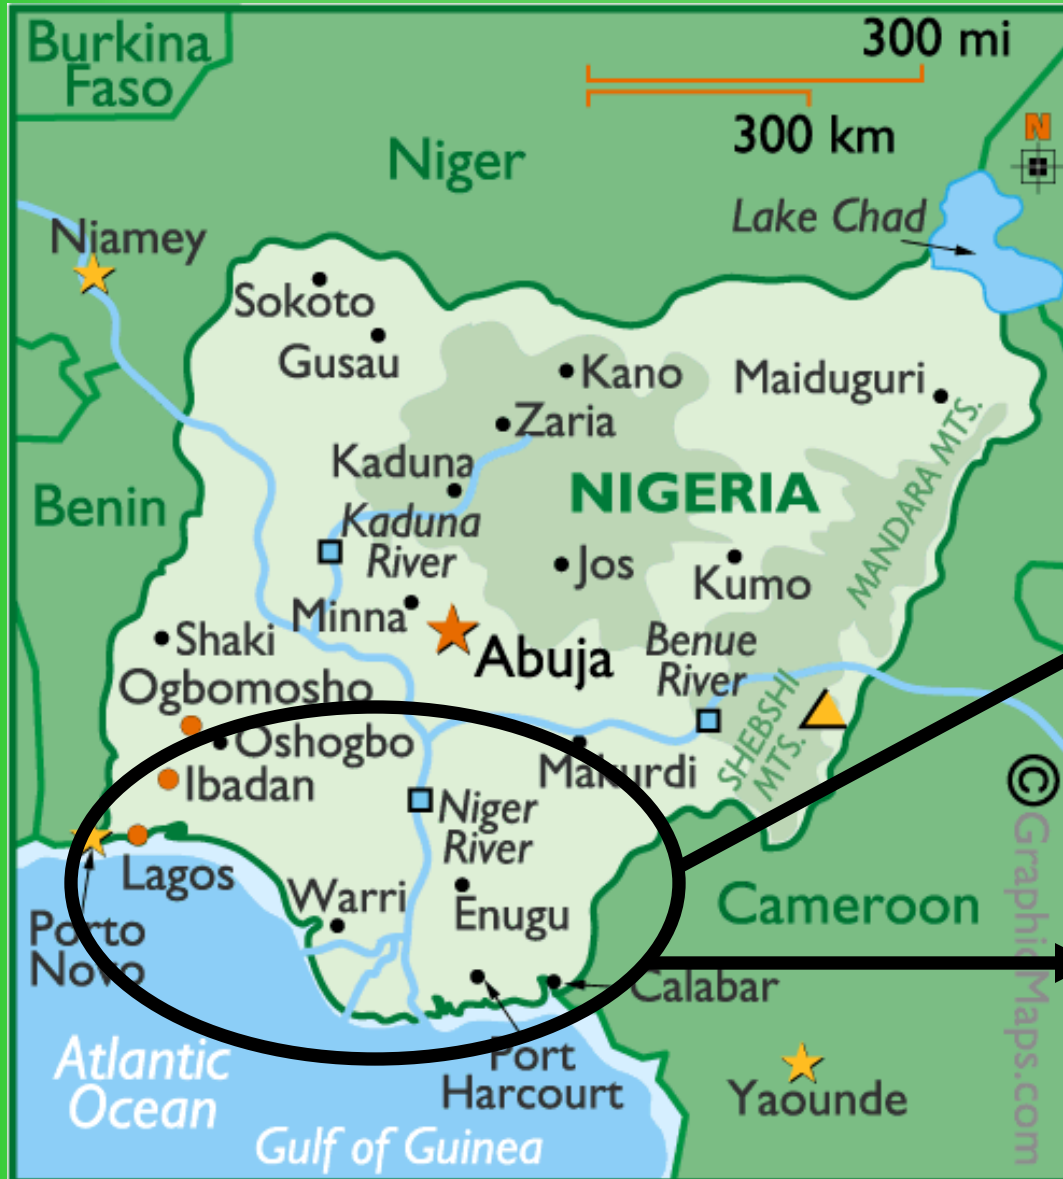 Burkina
Faso
300 mi
300 km
N
Niger
Lake Chad
Niamey
Sokoto
Gusau
Kano
Maiduguri
Zaria
Kaduna
NIGERIA
MANDARA MTS.
Benin
Kaduna
River
Jos
Kumo
Minna
Shaki
Abuja
Benue
River
Ogbomosho
SHEBSHI
MTS.
Oshogbo
Makurdi
Ibadan
Niger
River
©GraphicMaps.com
Lagos
Warri
Enugu
Cameroon
Porto
Novo
Calabar
Port
Harcourt
Atlantic
Ocean
Yaounde
Gulf of Guinea